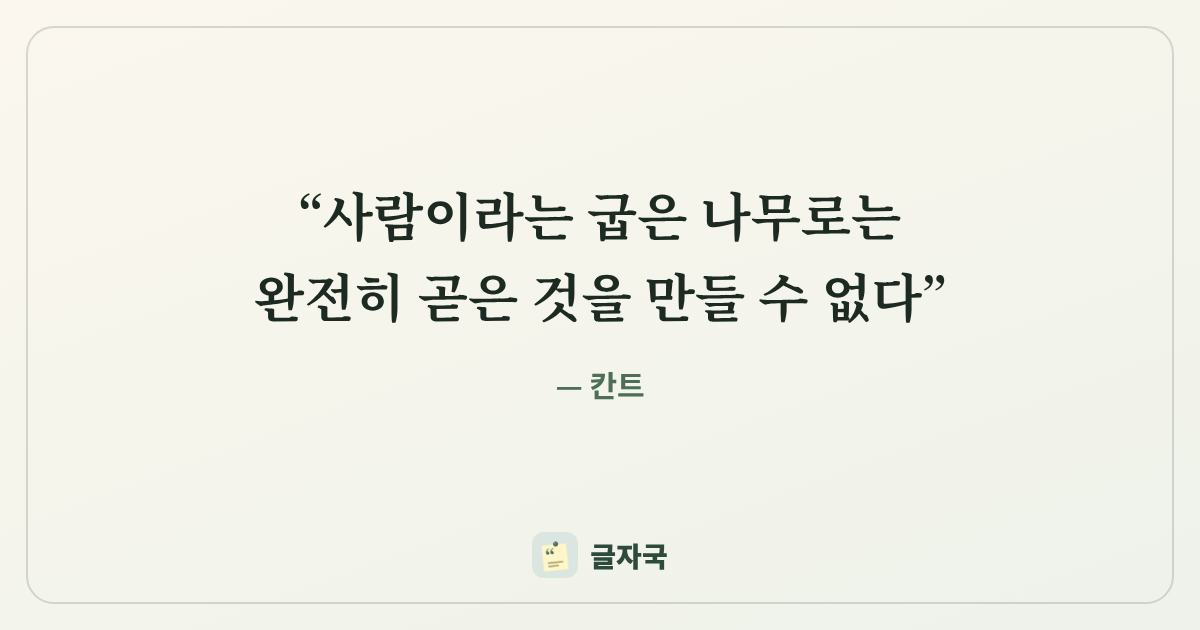 “사람이라는 굽은 나무로는
완전히 곧은 것을 만들 수 없다”
— 칸트
글자국